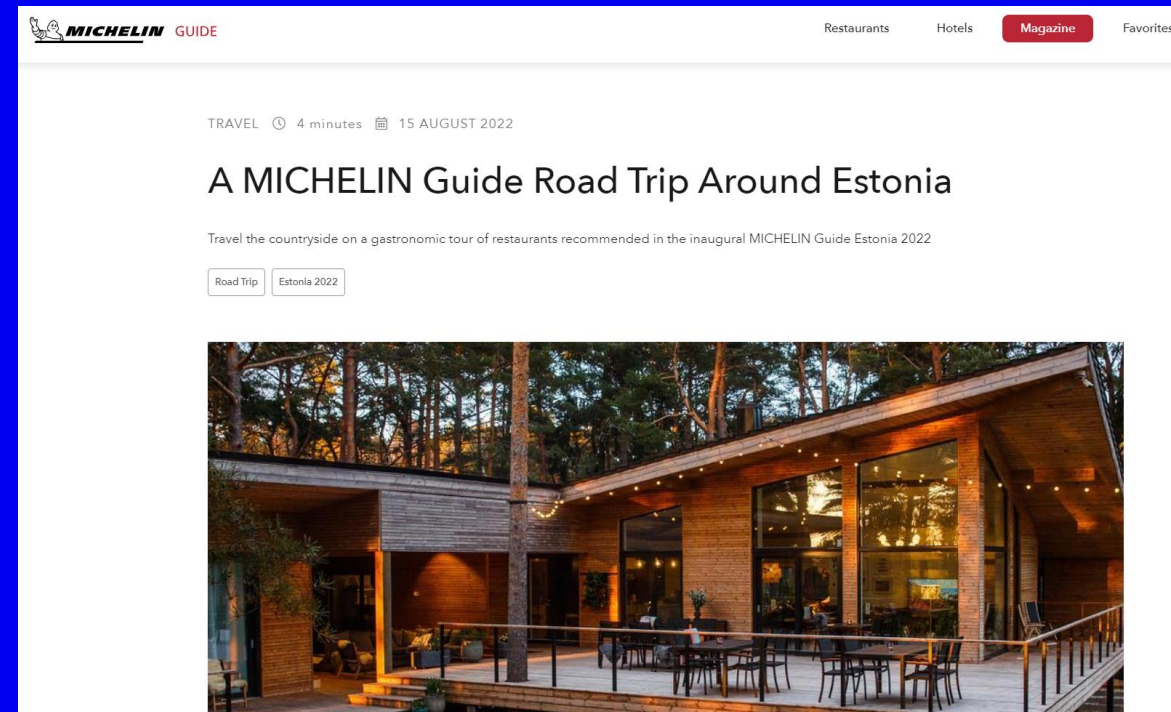 MICHELIN GUIDE
Restaurants Hotels Magazine Favorites
TRAVEL 4 minutes 15 AUGUST 2022
A MICHELIN Guide Road Trip Around Estonia
Travel the countryside on a gastronomic tour of restaurants recommended in the inaugural MICHELIN Guide Estonia 2022
Road Trip Estonia 2022